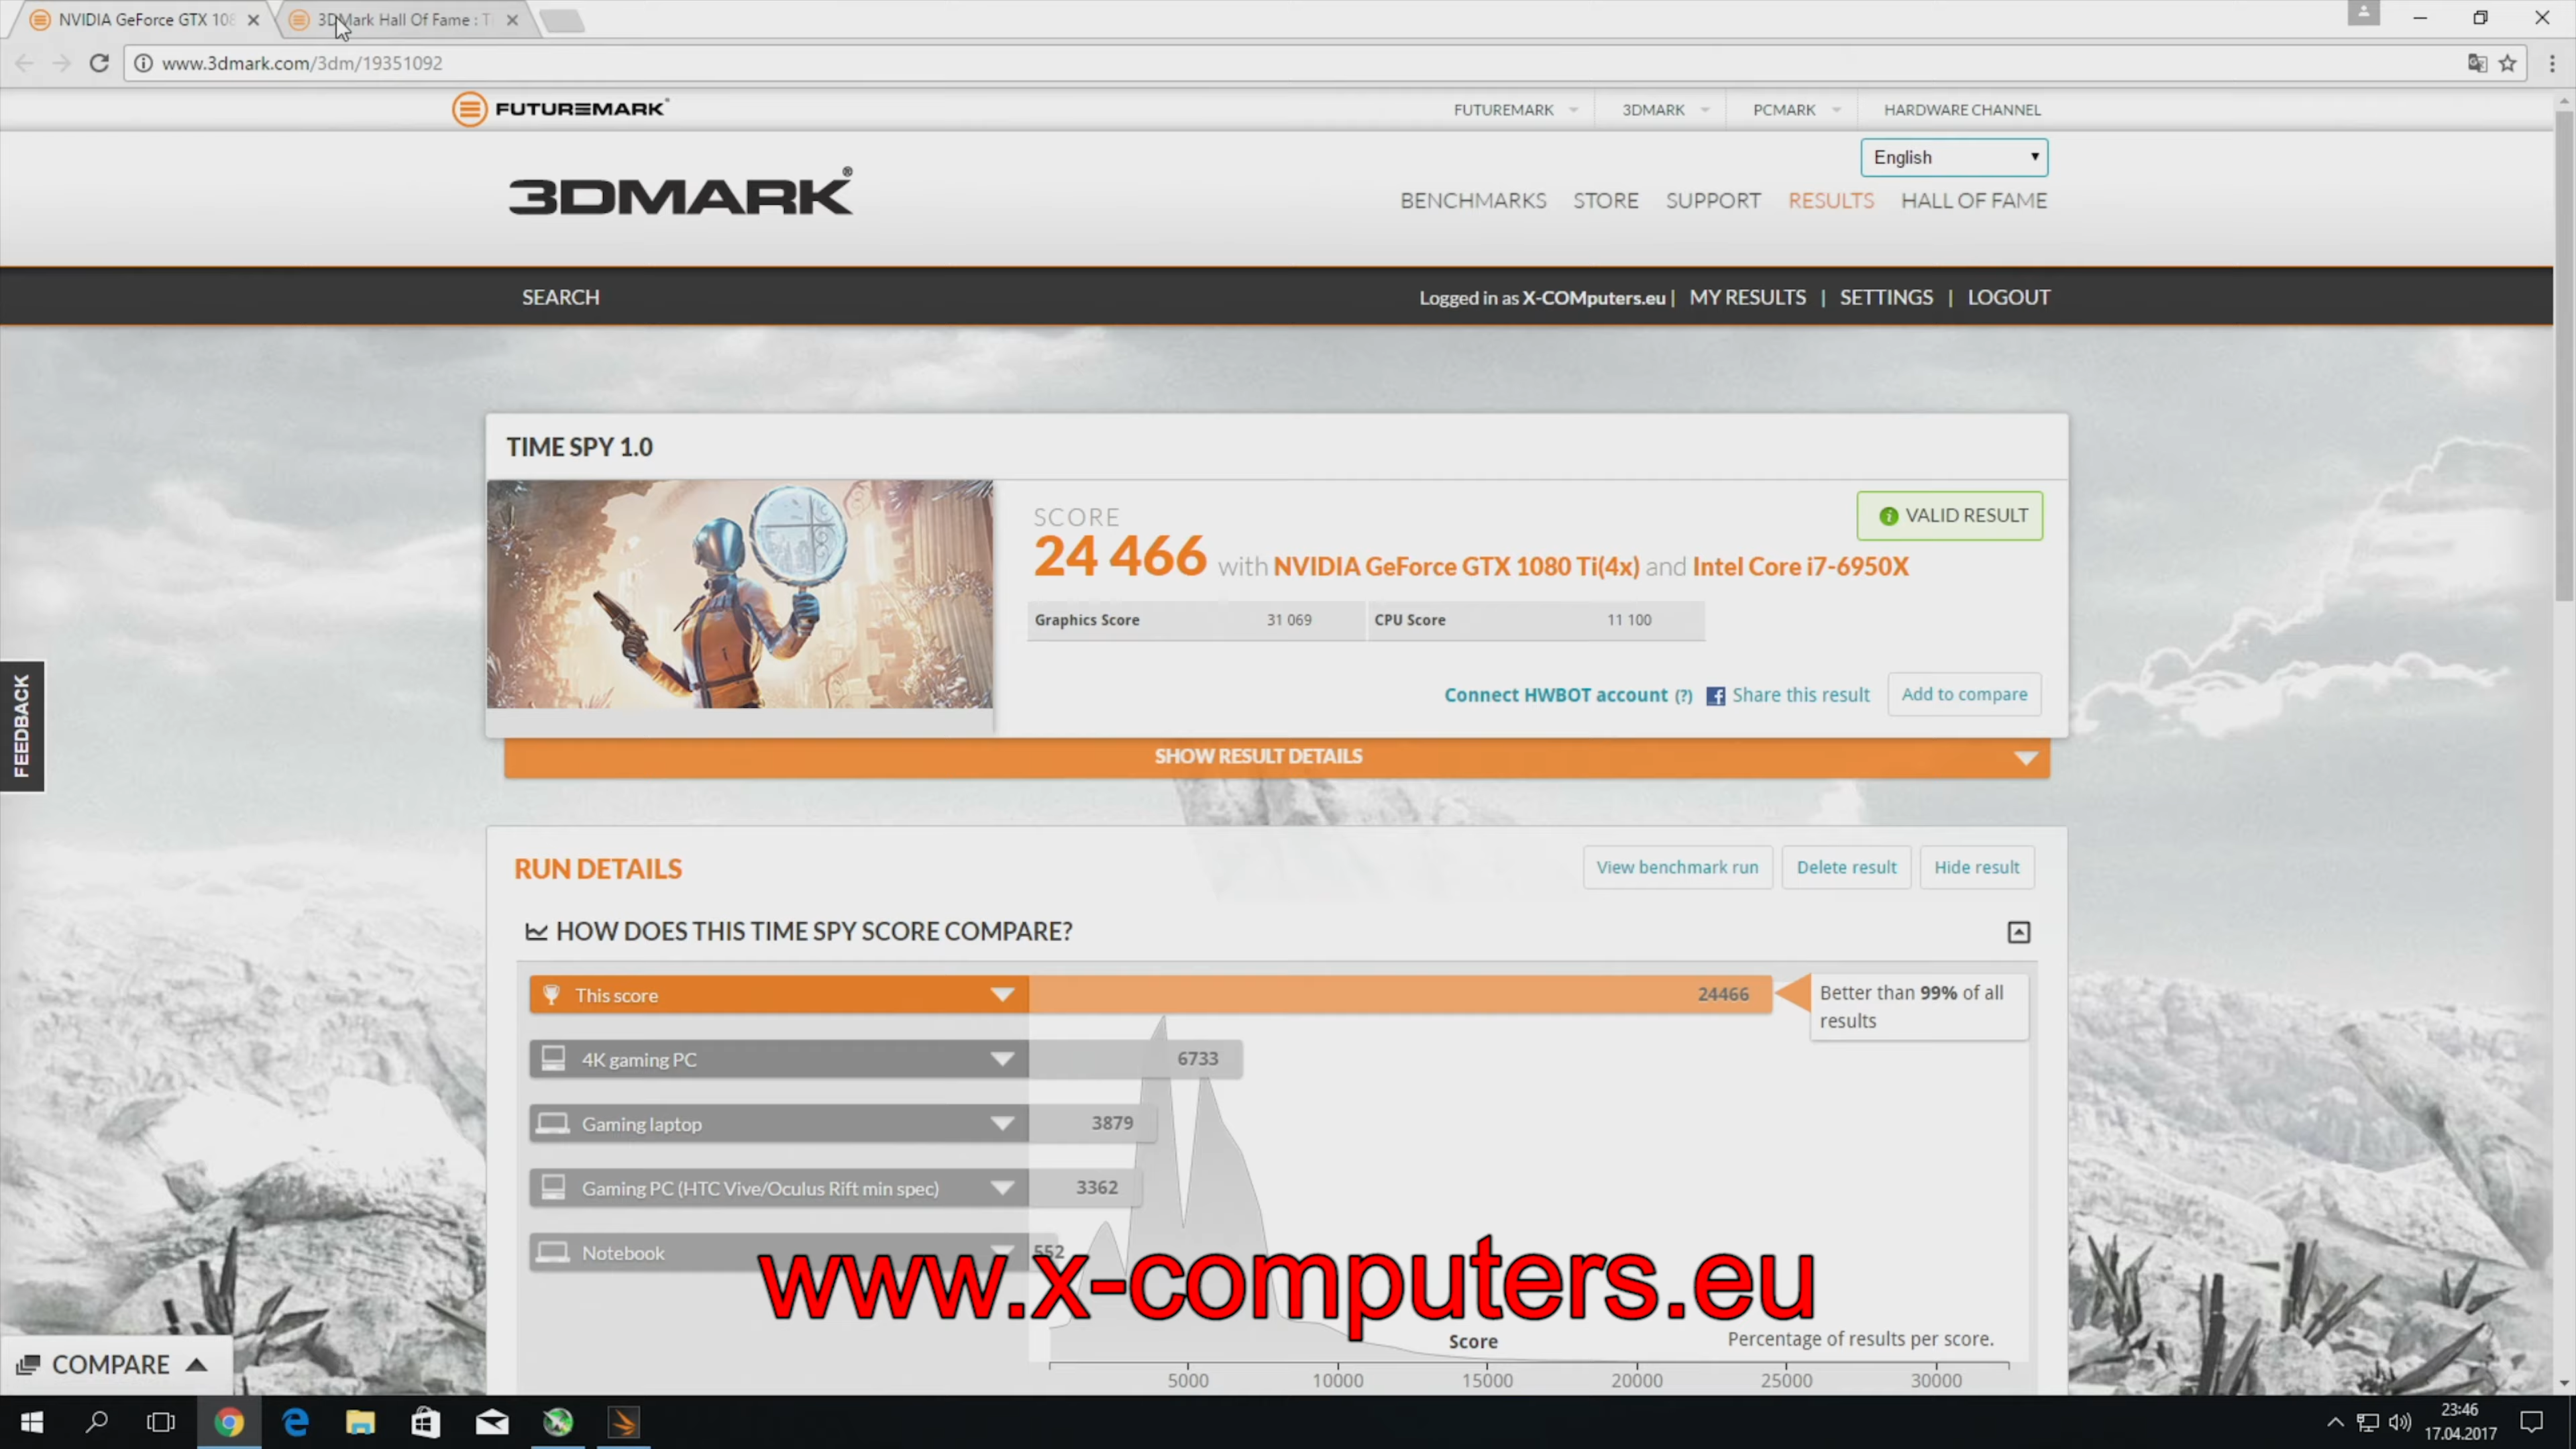 NVIDIA GeForce GTX 108
3DMark Hall Of Fame : Ti
www.3dmark.com/3dm/19351092
FUTUREMARK
FUTUREMARK
3DMARK
PCMARK
HARDWARE CHANNEL
English
3DMARK®
BENCHMARKS
STORE
SUPPORT
RESULTS
HALL OF FAME
SEARCH
Logged in as X-COMputers.eu | MY RESULTS | SETTINGS | LOGOUT
TIME SPY 1.0
SCORE
VALID RESULT
24 466 with NVIDIA GeForce GTX 1080 Ti(4x) and Intel Core i7-6950X
Graphics Score 31 069 CPU Score 11 100
Connect HWBOT account (?) Share this result Add to compare
FEEDBACK
SHOW RESULT DETAILS
RUN DETAILS
View benchmark run
Delete result
Hide result
HOW DOES THIS TIME SPY SCORE COMPARE?
This score 24466
Better than 99% of all
results
4K gaming PC 6733
Gaming laptop 3879
Gaming PC (HTC Vive/Oculus Rift min spec) 3362
Notebook 552
www.x-computers.eu
Score
Percentage of results per score.
COMPARE
5000 10000 15000 20000 25000 30000
23:46
17.04.2017